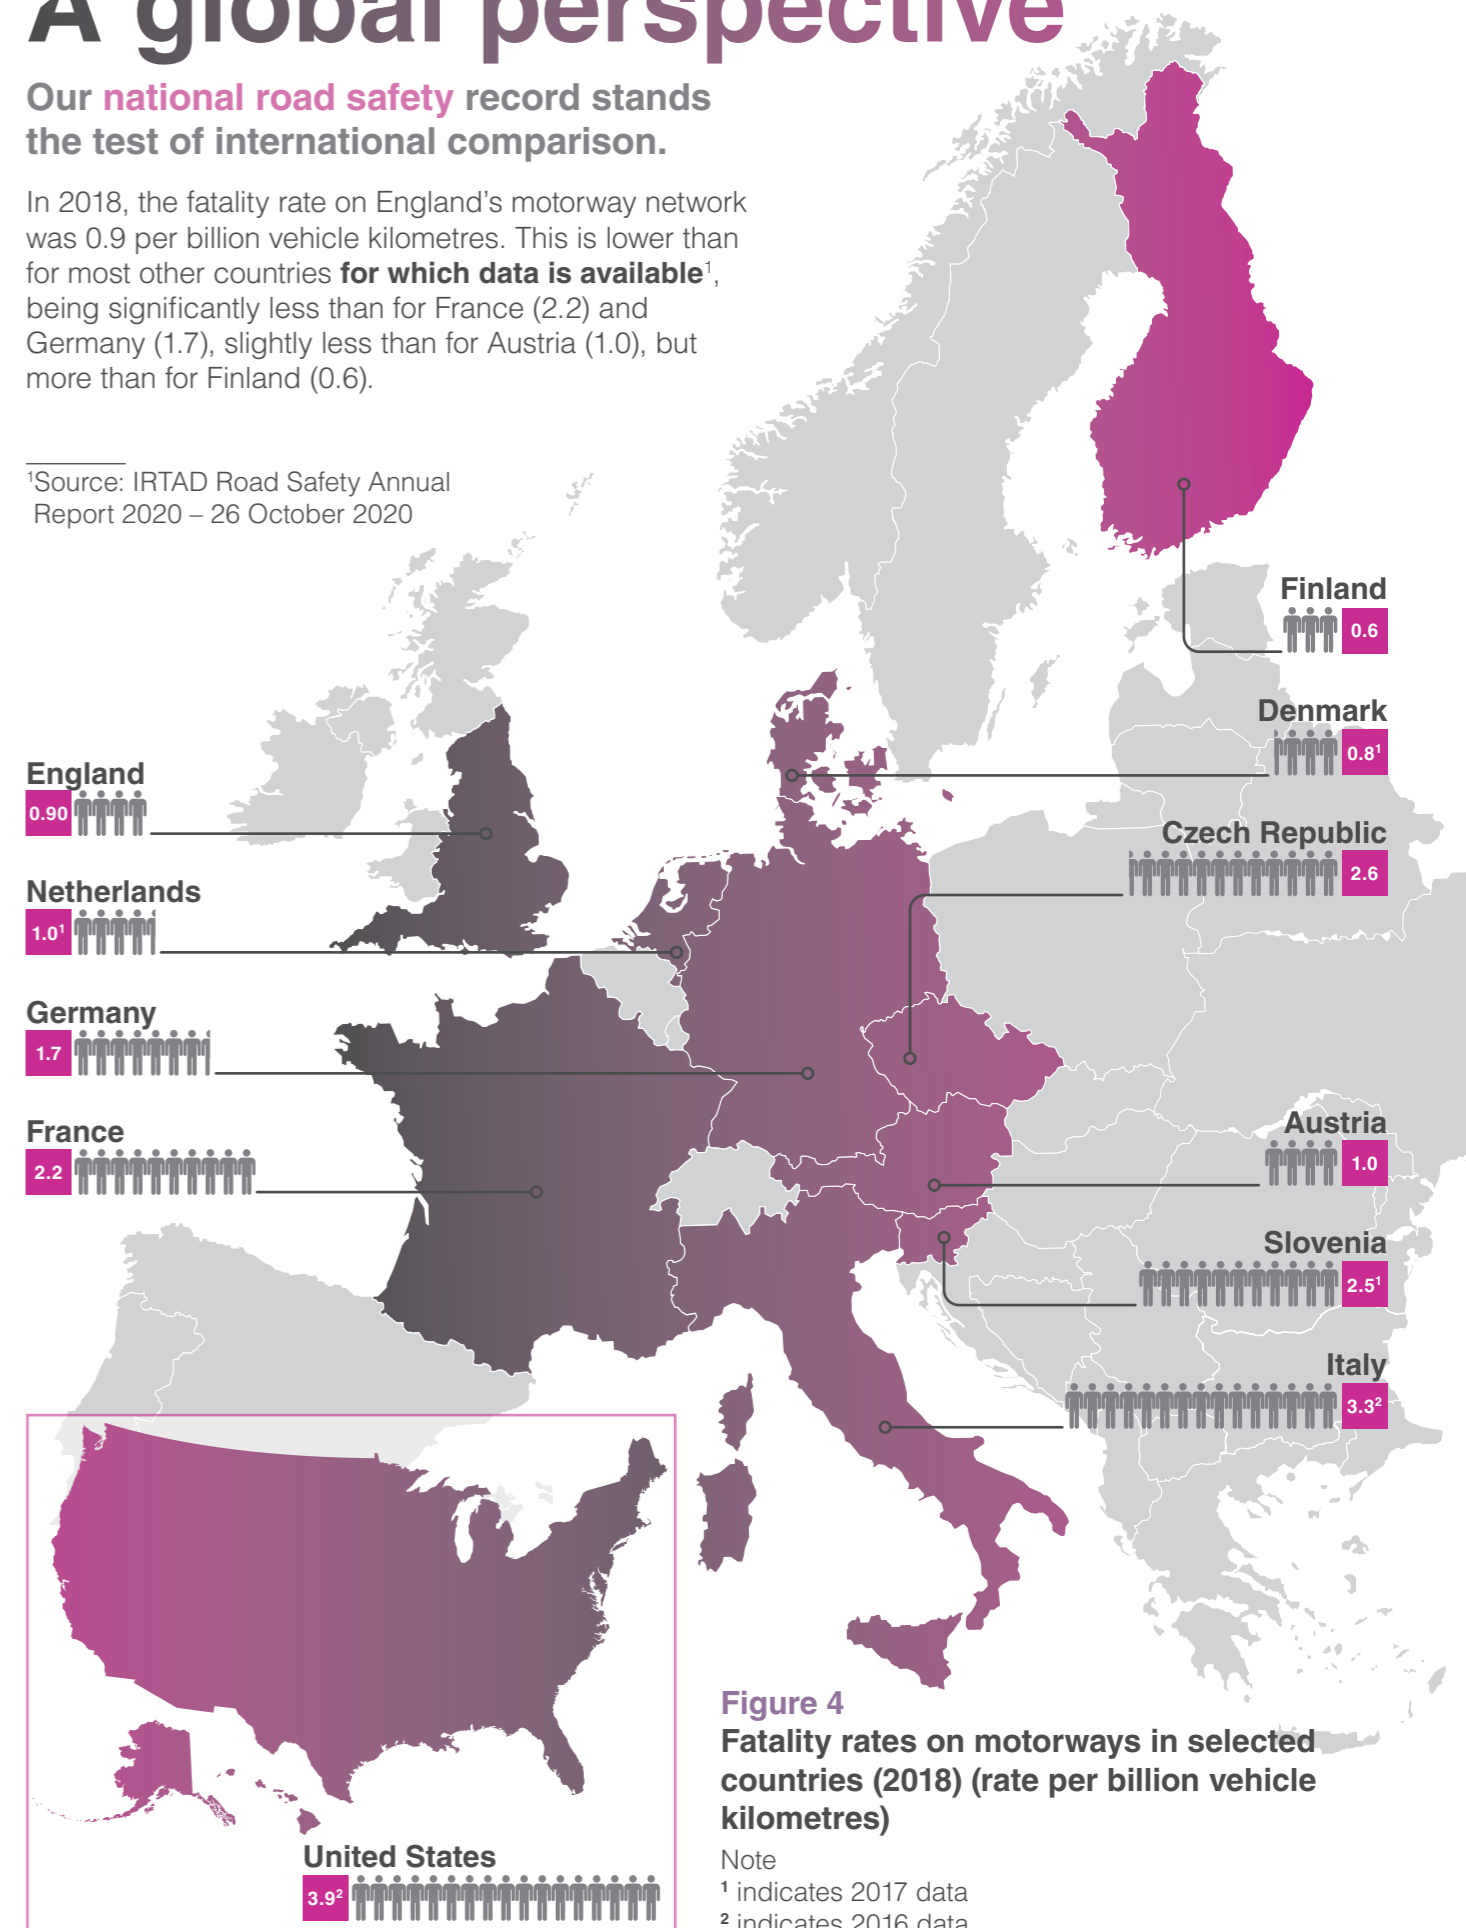 A global perspective
Our national road safety record stands
the test of international comparison.
In 2018, the fatality rate on England’s motorway network
was 0.9 per billion vehicle kilometres. This is lower than
for most other countries for which data is available¹,
being significantly less than for France (2.2) and
Germany (1.7), slightly less than for Austria (1.0), but
more than for Finland (0.6).
¹Source: IRTAD Road Safety Annual
Report 2020 – 26 October 2020
Finland
0.6
Denmark
0.8¹
England
0.90
Czech Republic
2.6
Netherlands
1.0¹
Germany
1.7
France
2.2
Austria
1.0
Slovenia
2.5¹
Italy
3.3²
United States
3.9²
Figure 4
Fatality rates on motorways in selected
countries (2018) (rate per billion vehicle
kilometres)
Note
¹ indicates 2017 data
² indicates 2016 data